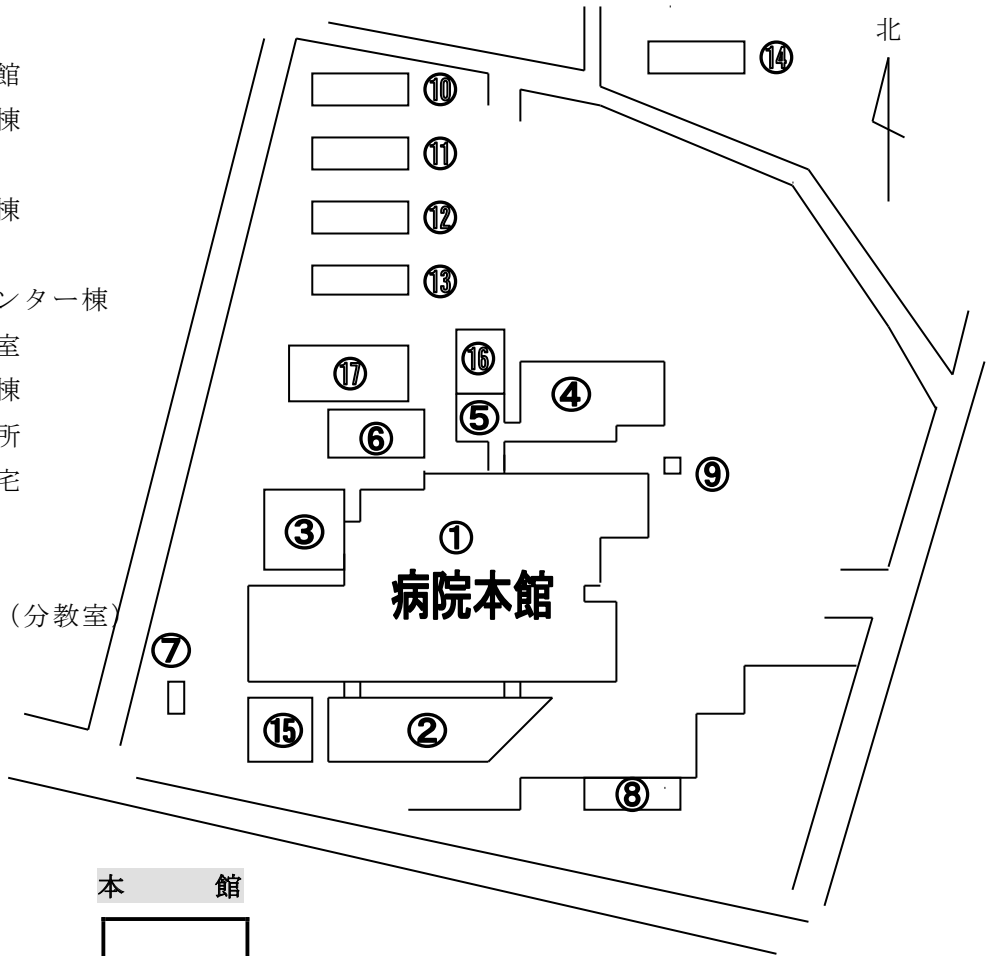 北
館
⑭
⑩
棟
⑪
棟
⑫
⑬
ンター棟
室
⑯
⑰
棟
④
⑤
所
⑥
宅
⑨
③
①
病院本館
（分教室）
⑦
⑮
②
⑧
本　館